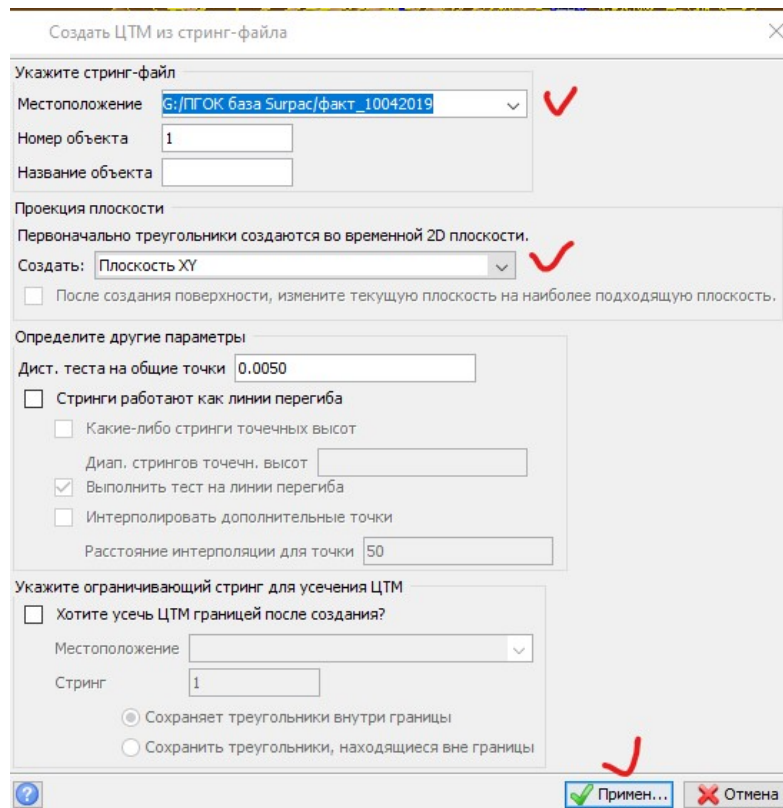 Создать ЦТМ из стринг-файла
Укажите стринг-файл
Местоположение G:/ПГОК база Surpac/факт_10042019
Номер объекта 1
Название объекта
Проекция плоскости
Первоначально треугольники создаются во временной 2D плоскости.
Создать: Плоскость XY
После создания поверхности, измените текущую плоскость на наиболее подходящую плоскость.
Определите другие параметры
Дист. теста на общие точки 0.0050
Стринги работают как линии перегиба
Какие-либо стринги точечных высот
Диап. стрингов точечн. высот
Выполнить тест на линии перегиба
Интерполировать дополнительные точки
Расстояние интерполяции для точки 50
Укажите ограничивающий стринг для усечения ЦТМ
Хотите усечь ЦТМ границей после создания?
Местоположение
Стринг 1
Сохраняет треугольники внутри границы
Сохранить треугольники, находящиеся вне границы
? Примен... Отмена